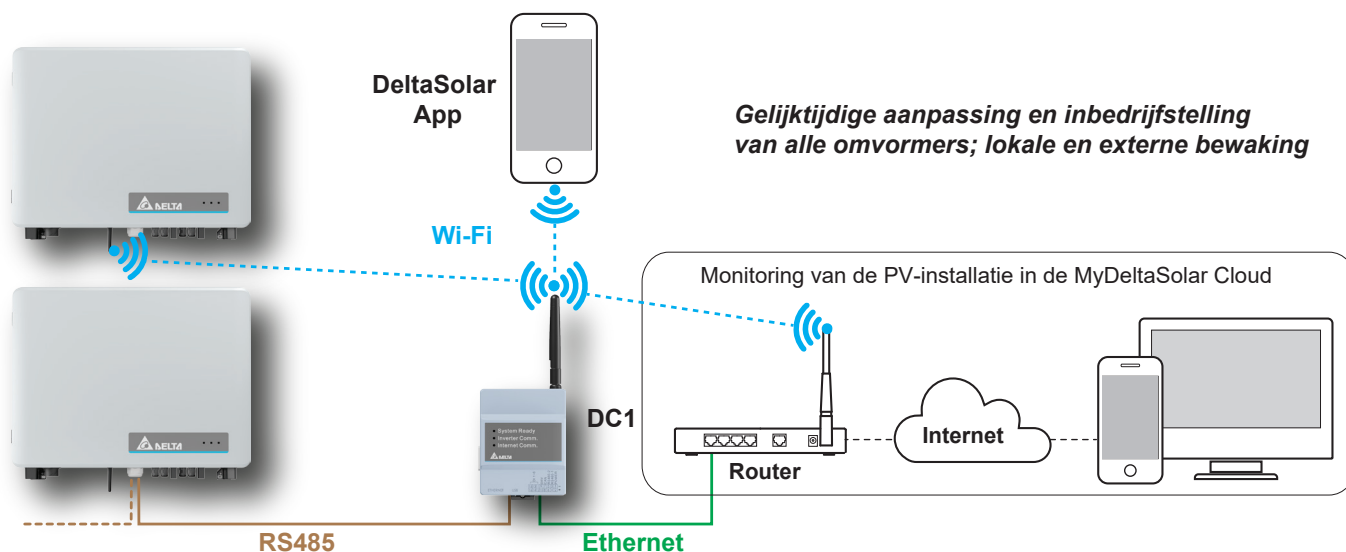 DeltaSolar
App
Gelijktijdige aanpassing en inbedrijfstelling
van alle omvormers; lokale en externe bewaking
DELTA
Wi-Fi
Monitoring van de PV-installatie in de MyDeltaSolar Cloud
DC1
System Ready
Inverter Comm.
Internet Comm.
DELTA
Internet
Router
DELTA
RS485
Ethernet